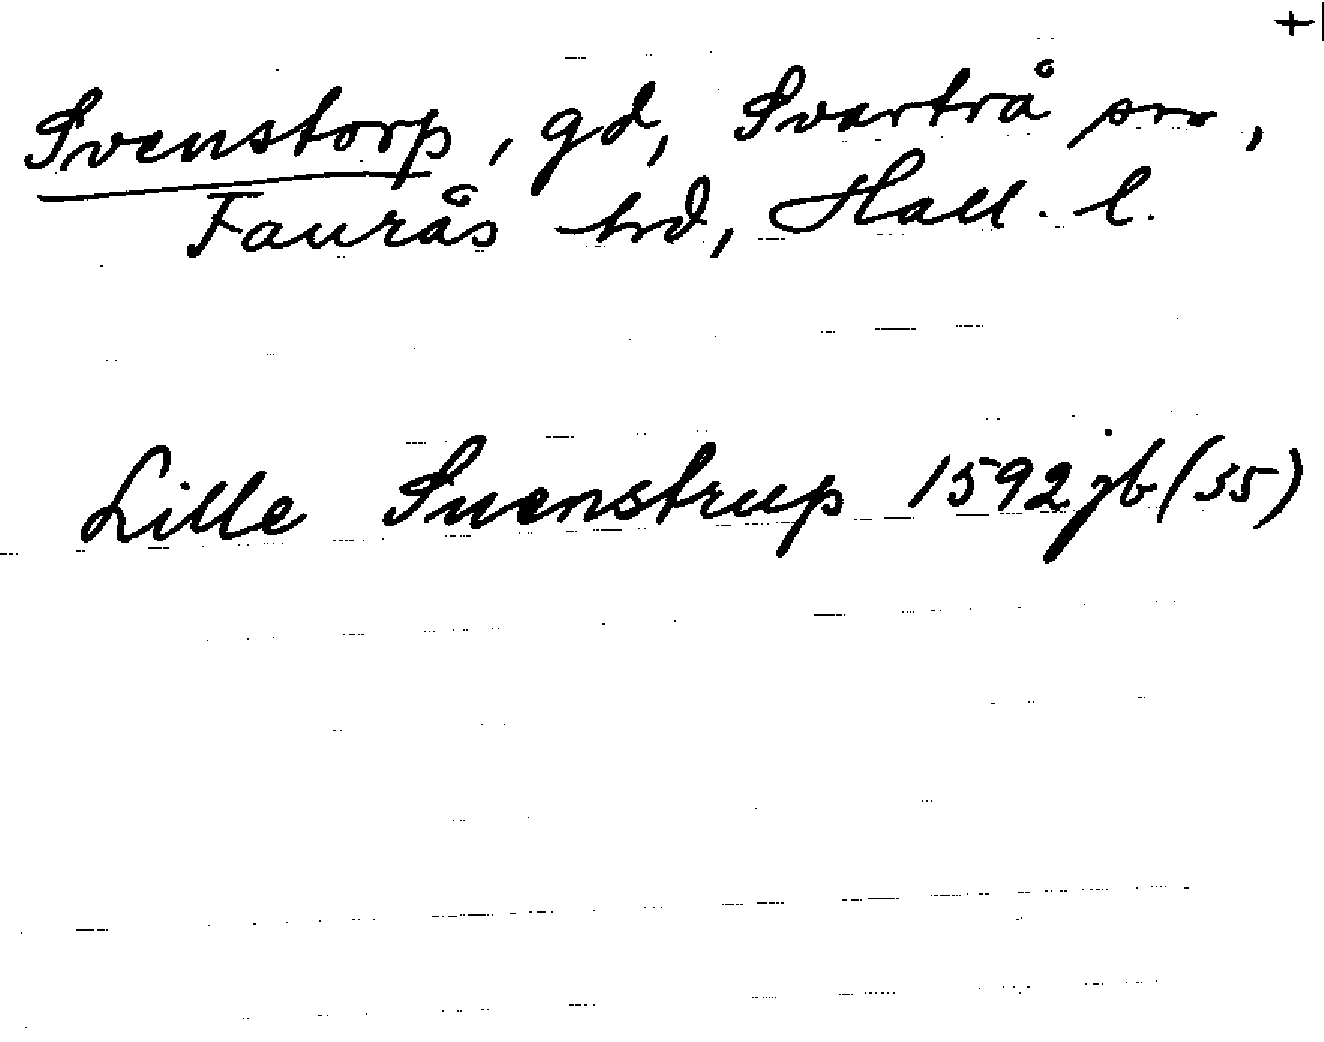 +
Svenstorp, gd, Svartrå sn,
Faurås hd, Hall. l.
Lille Suenstrup 1592 jb (55)